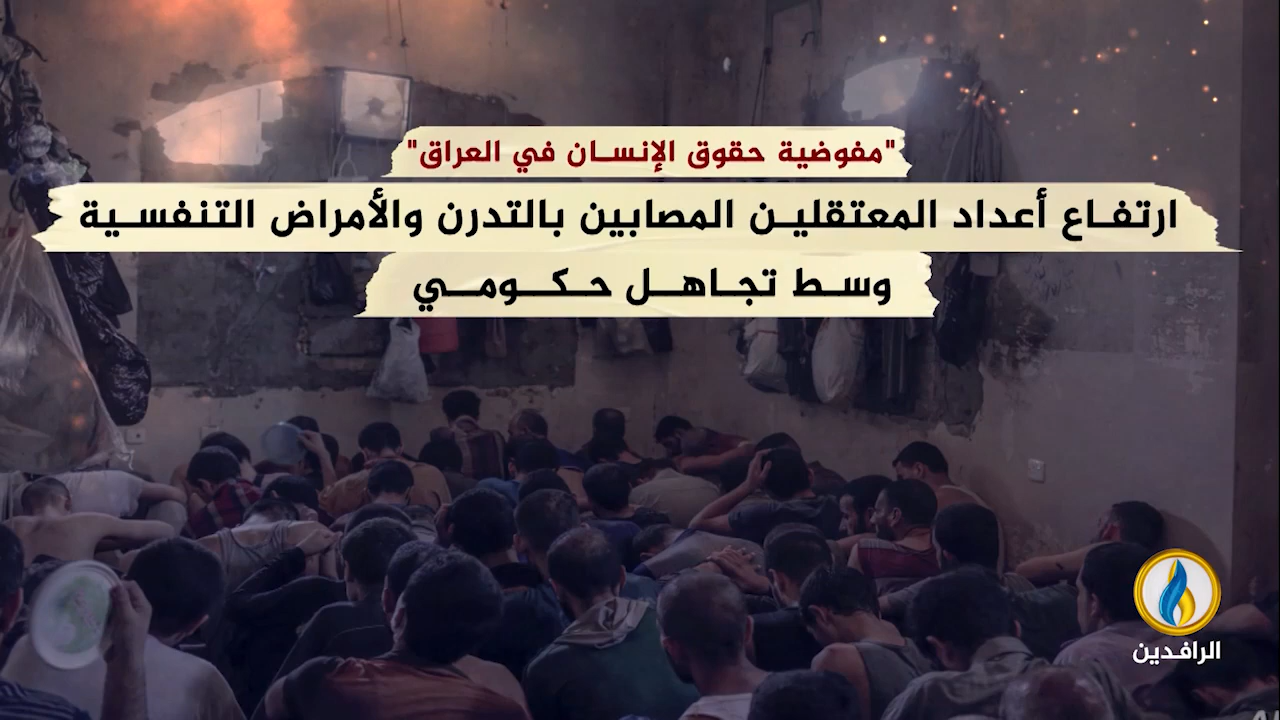 "مفوضية حقوق الإنسان في العراق"
ارتفاع أعداد المعتقلين المصابين بالتدرن والأمراض التنفسية
وسط تجاهل حكومي
الرافدين